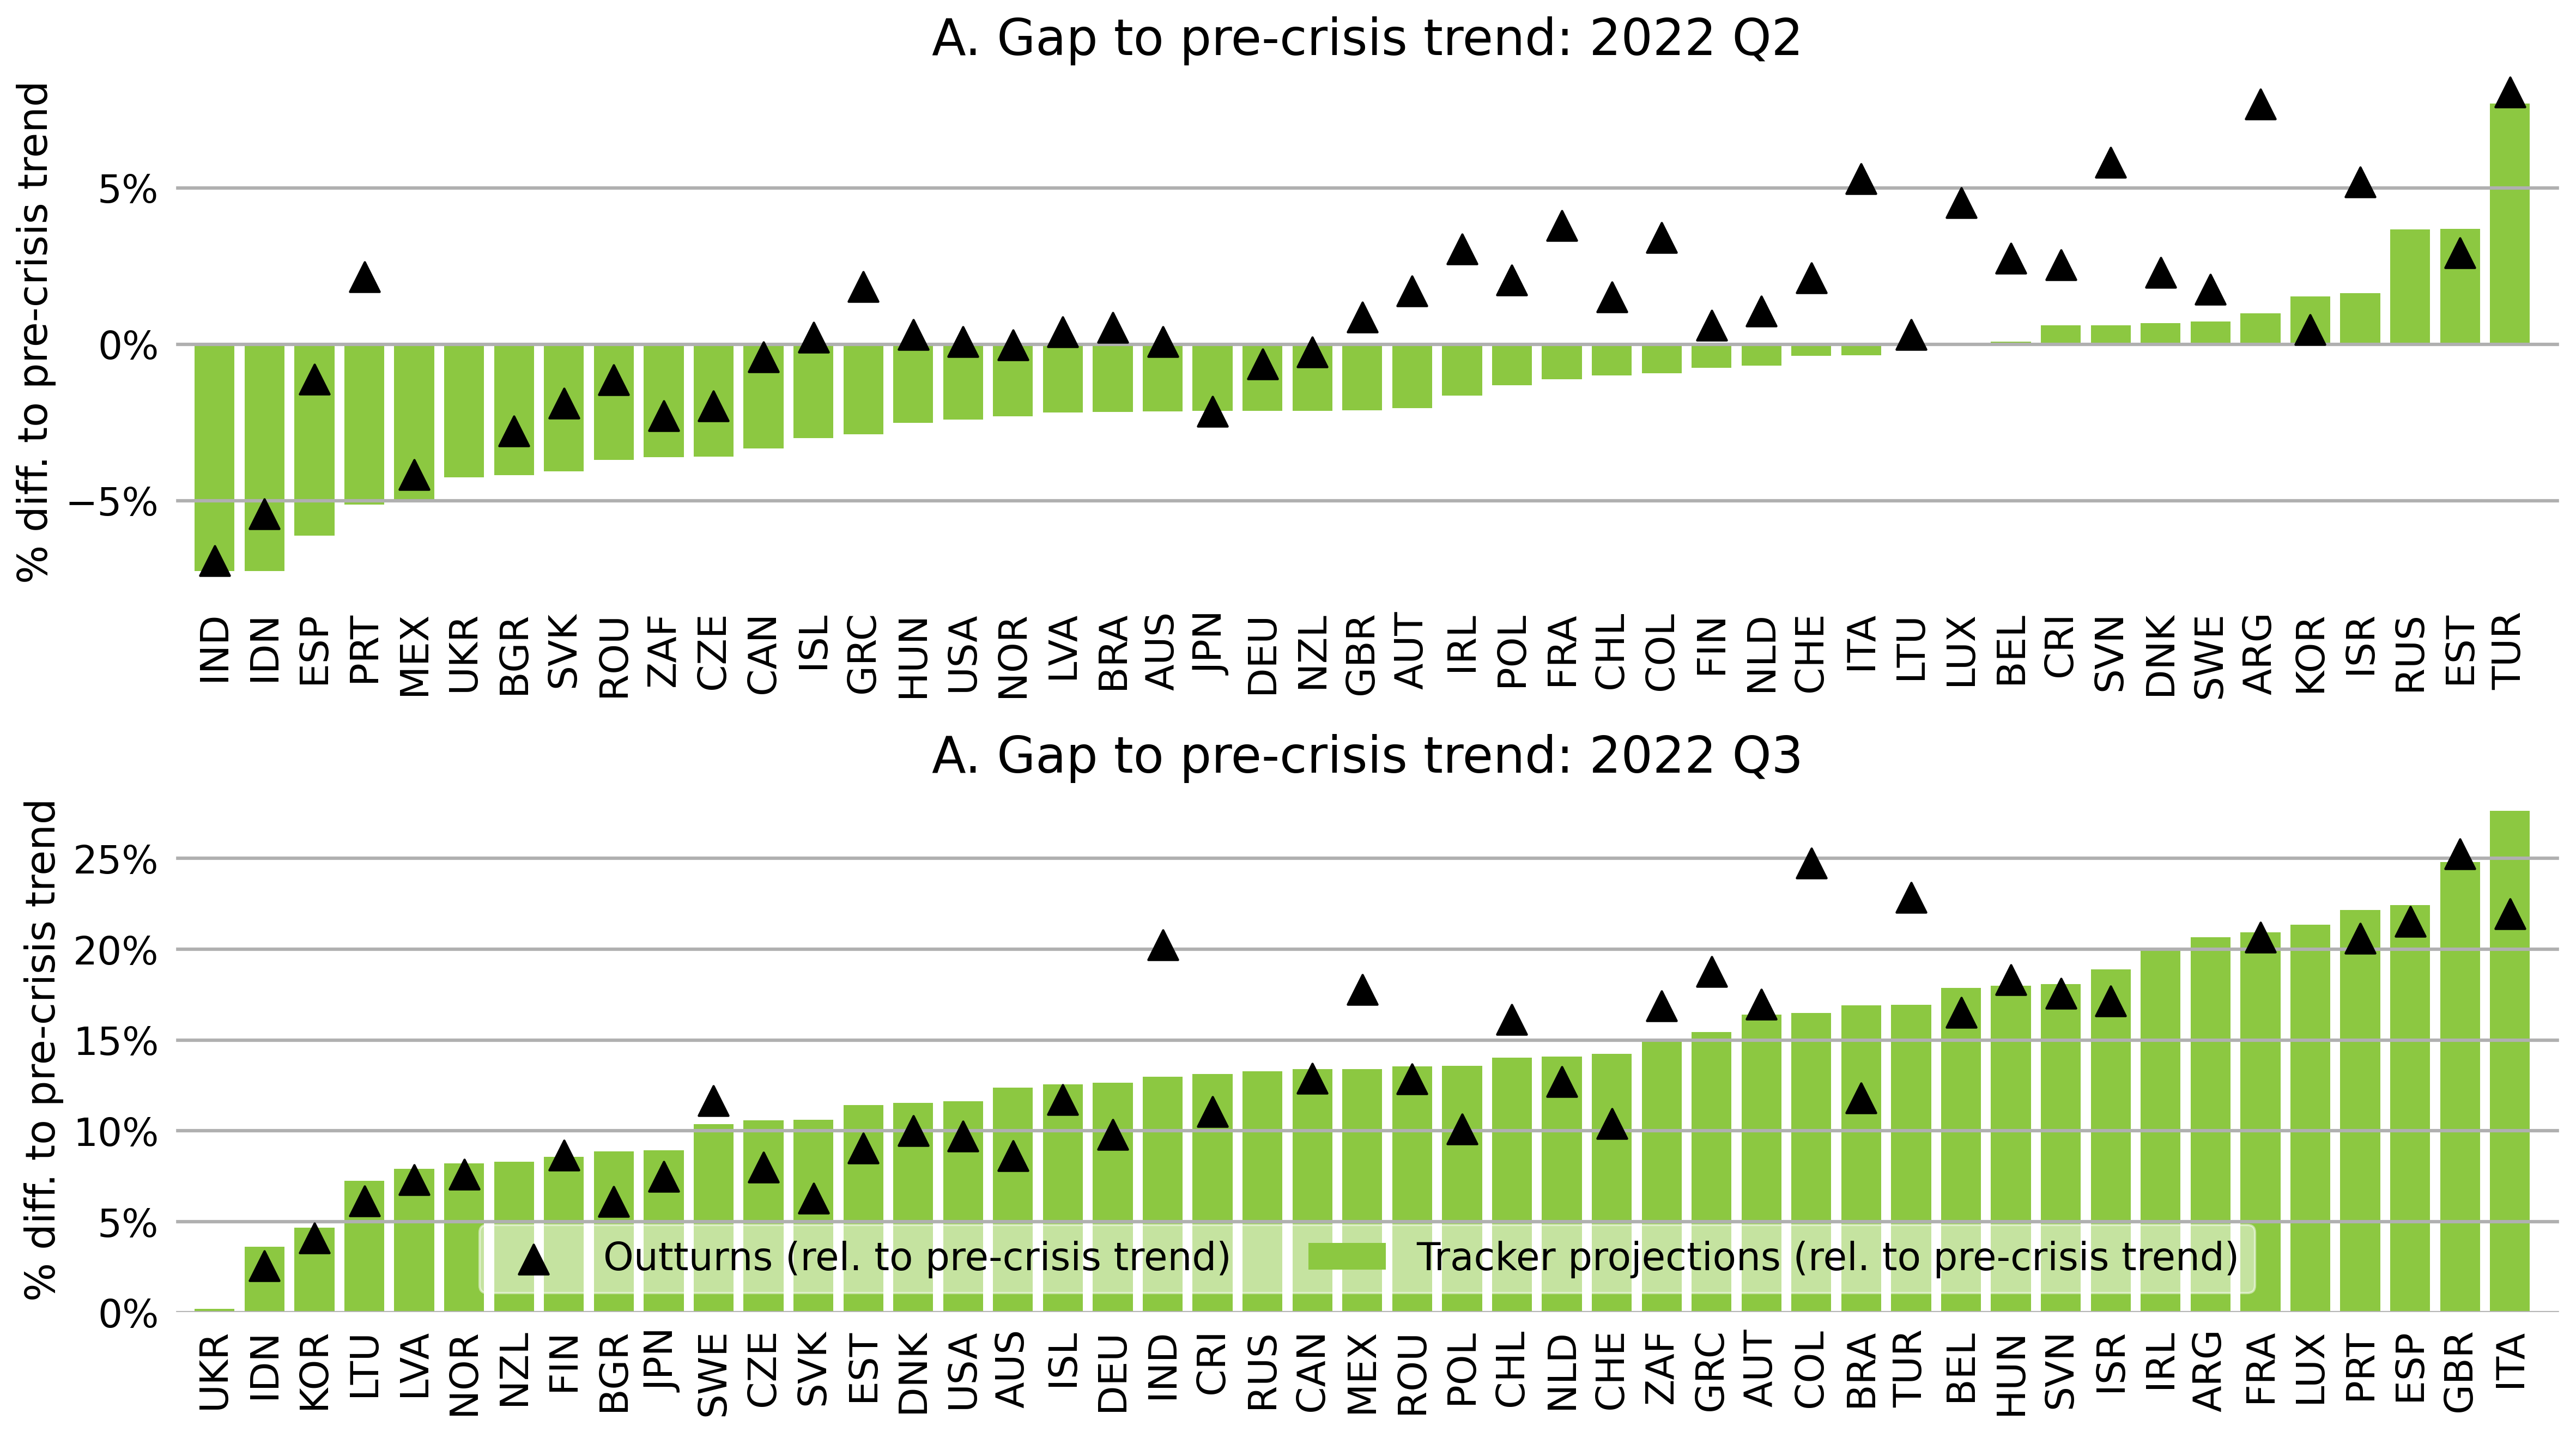 A. Gap to pre-crisis trend: 2022 Q2
% diff. to pre-crisis trend
5%
0%
−5%
IND IDN ESP PRT MEX UKR BGR SVK ROU ZAF CZE CAN ISL GRC HUN USA NOR LVA BRA AUS JPN DEU NZL GBR AUT IRL POL FRA CHL COL FIN NLD CHE ITA LTU LUX BEL CRI SVN DNK SWE ARG KOR ISR RUS EST TUR
A. Gap to pre-crisis trend: 2022 Q3
% diff. to pre-crisis trend
25%
20%
15%
10%
5%
0%
Outturns (rel. to pre-crisis trend) Tracker projections (rel. to pre-crisis trend)
UKR IDN KOR LTU LVA NOR NZL FIN BGR JPN SWE CZE SVK EST DNK USA AUS ISL DEU IND CRI RUS CAN MEX ROU POL CHL NLD CHE ZAF GRC AUT COL BRA TUR BEL HUN SVN ISR IRL ARG FRA LUX PRT ESP GBR ITA